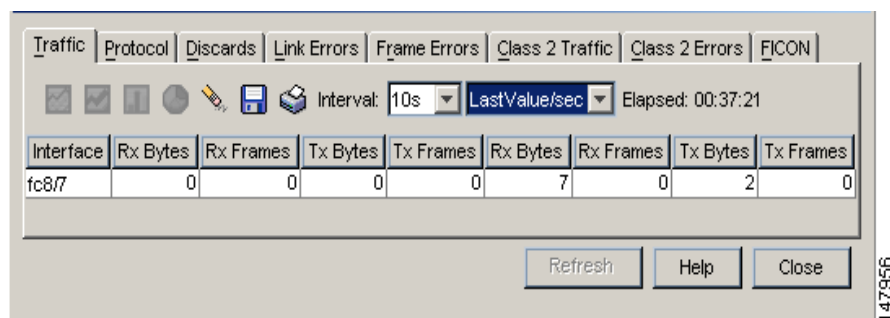 Traffic Protocol Discards Link Errors Frame Errors Class 2 Traffic Class 2 Errors FICON
Interval: 10s LastValue/sec Elapsed: 00:37:21
Interface Rx Bytes Rx Frames Tx Bytes Tx Frames Rx Bytes Rx Frames Tx Bytes Tx Frames
fc8/7 0 0 0 0 7 0 2 0
Refresh Help Close
147956